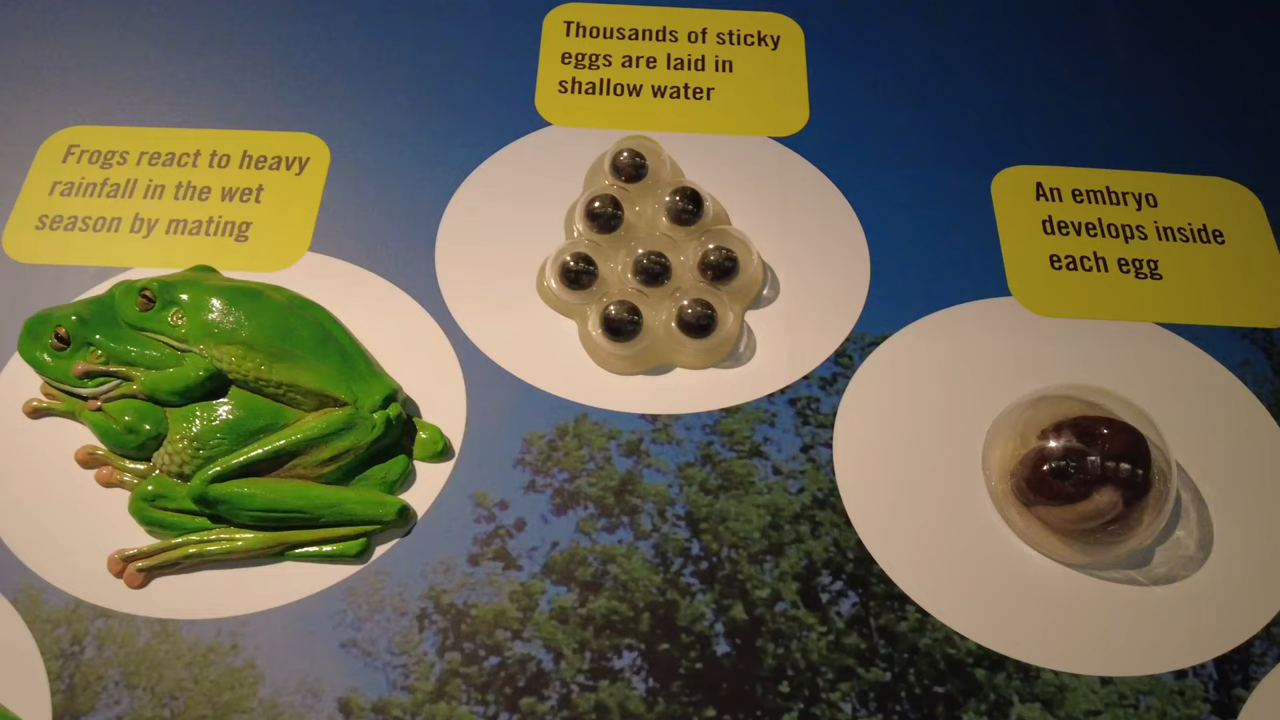 Frogs react to heavy
rainfall in the wet
season by mating
Thousands of sticky
eggs are laid in
shallow water
An embryo
develops inside
each egg